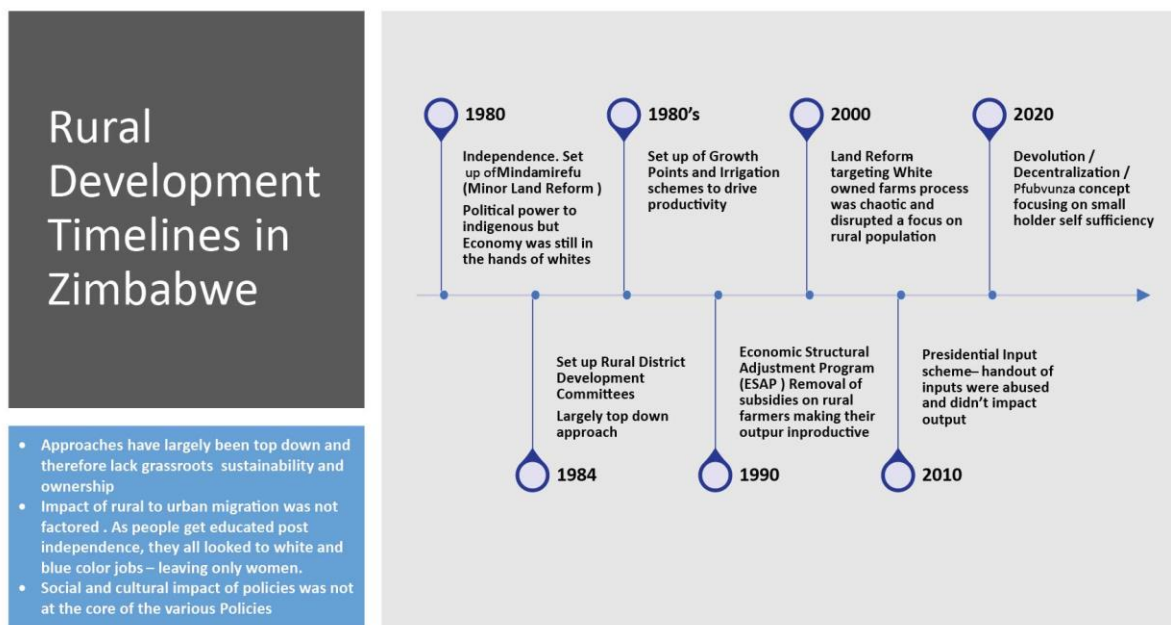 Rural
Development
Timelines in
Zimbabwe
• Approaches have largely been top down and
therefore lack grassroots sustainability and
ownership
• Impact of rural to urban migration was not
factored . As people get educated post
independence, they all looked to white and
blue color jobs – leaving only women.
• Social and cultural impact of policies was not
at the core of the various Policies
1980
Independence. Set
up ofMindamirefu
(Minor Land Reform )
Political power to
indigenous but
Economy was still in
the hands of whites
Set up Rural District
Development
Committees
Largely top down
approach
1984
1980's
Set up of Growth
Points and Irrigation
schemes to drive
productivity
Economic Structural
Adjustment Program
(ESAP ) Removal of
subsidies on rural
farmers making their
outpur inproductive
1990
2000
Land Reform-
targeting White
owned farms process
was chaotic and
disrupted a focus on
rural population
Presidential Input
scheme– handout of
inputs were abused
and didn't impact
output
2010
2020
Devolution /
Decentralization /
Pfubvunza concept
focusing on small
holder self sufficiency